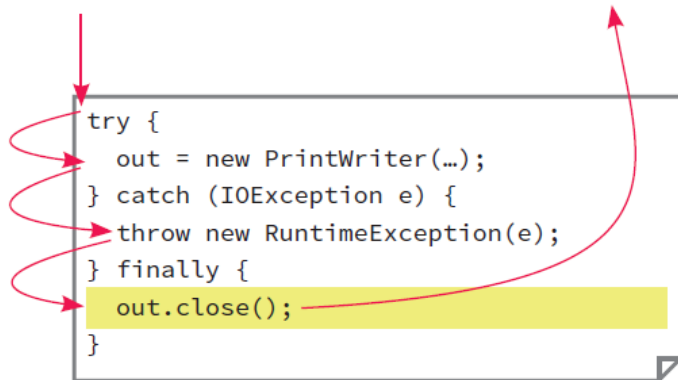 try {
  out = new PrintWriter(…);
} catch (IOException e) {
  throw new RuntimeException(e);
} finally {
  out.close();
}